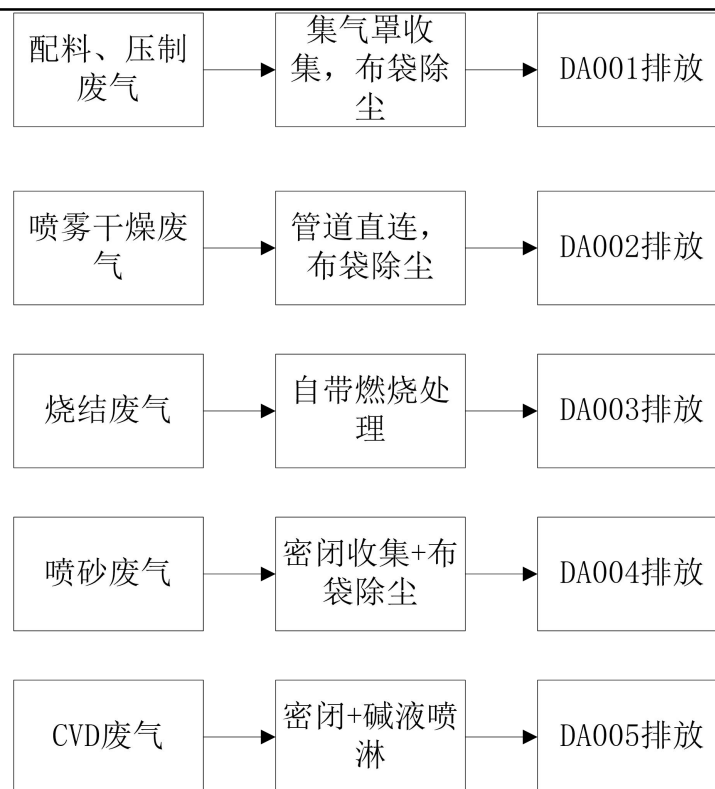 配料、压制
废气
集气罩收
集，布袋除
尘
DA001排放
喷雾干燥废
气
管道直连，
布袋除尘
DA002排放
烧结废气
自带燃烧处
理
DA003排放
喷砂废气
密闭收集+布
袋除尘
DA004排放
CVD废气
密闭+碱液喷
淋
DA005排放